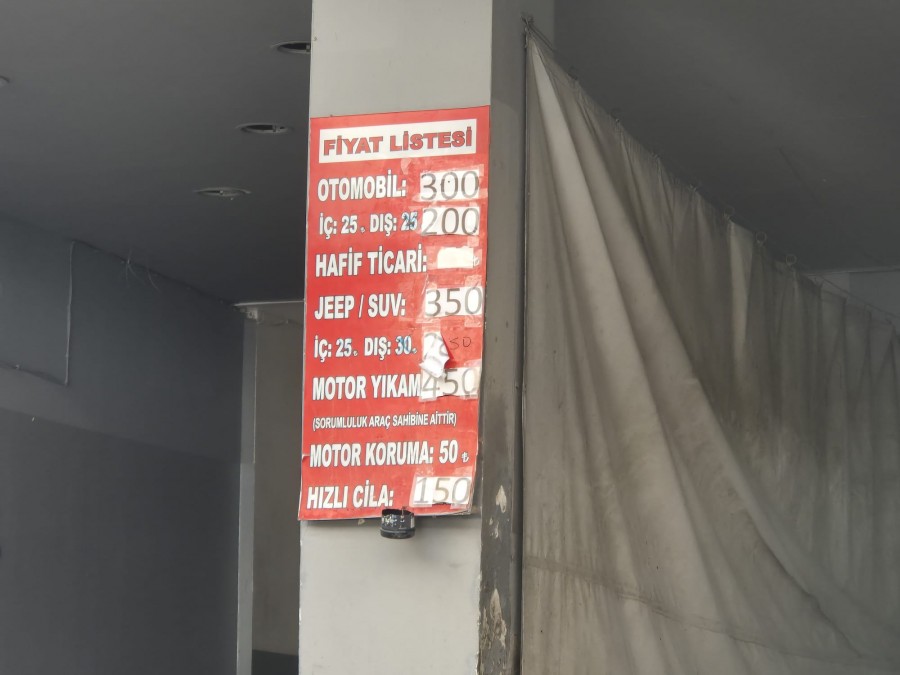 FİYAT LİSTESİ
OTOMOBİL: 300
İÇ: 25₺ DIŞ: 25 200
HAFİF TİCARİ: ₺
JEEP / SUV: 350
İÇ: 25₺ DIŞ: 30₺
MOTOR YIKAM 450
(SORUMLULUK ARAÇ SAHİBİNE AİTTİR)
MOTOR KORUMA: 50 ₺
HIZLI CİLA: 150